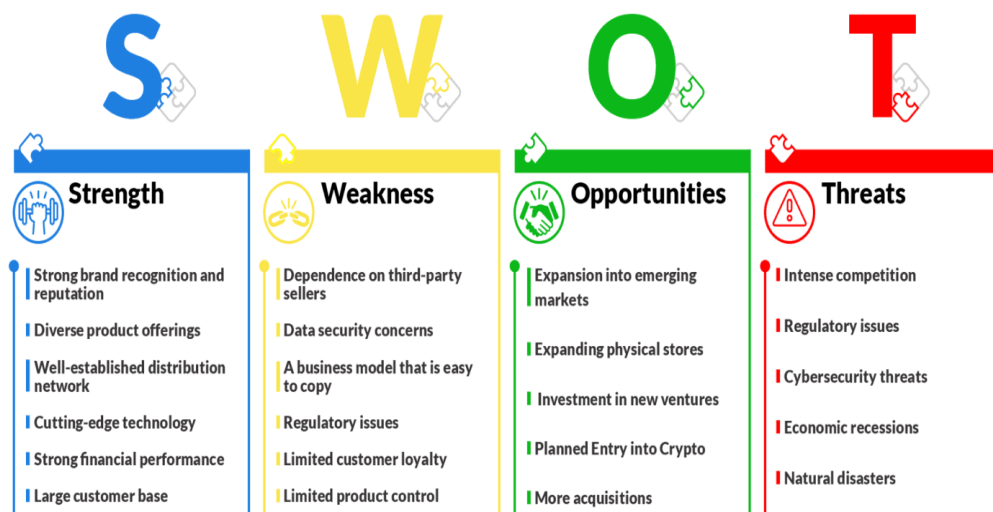 S
W
O
T
Strength
Strong brand recognition and
reputation
Diverse product offerings
Well-established distribution
network
Cutting-edge technology
Strong financial performance
Large customer base
Weakness
Dependence on third-party
sellers
Data security concerns
A business model that is easy
to copy
Regulatory issues
Limited customer loyalty
Limited product control
Opportunities
Expansion into emerging
markets
Expanding physical stores
Investment in new ventures
Planned Entry into Crypto
More acquisitions
Threats
Intense competition
Regulatory issues
Cybersecurity threats
Economic recessions
Natural disasters